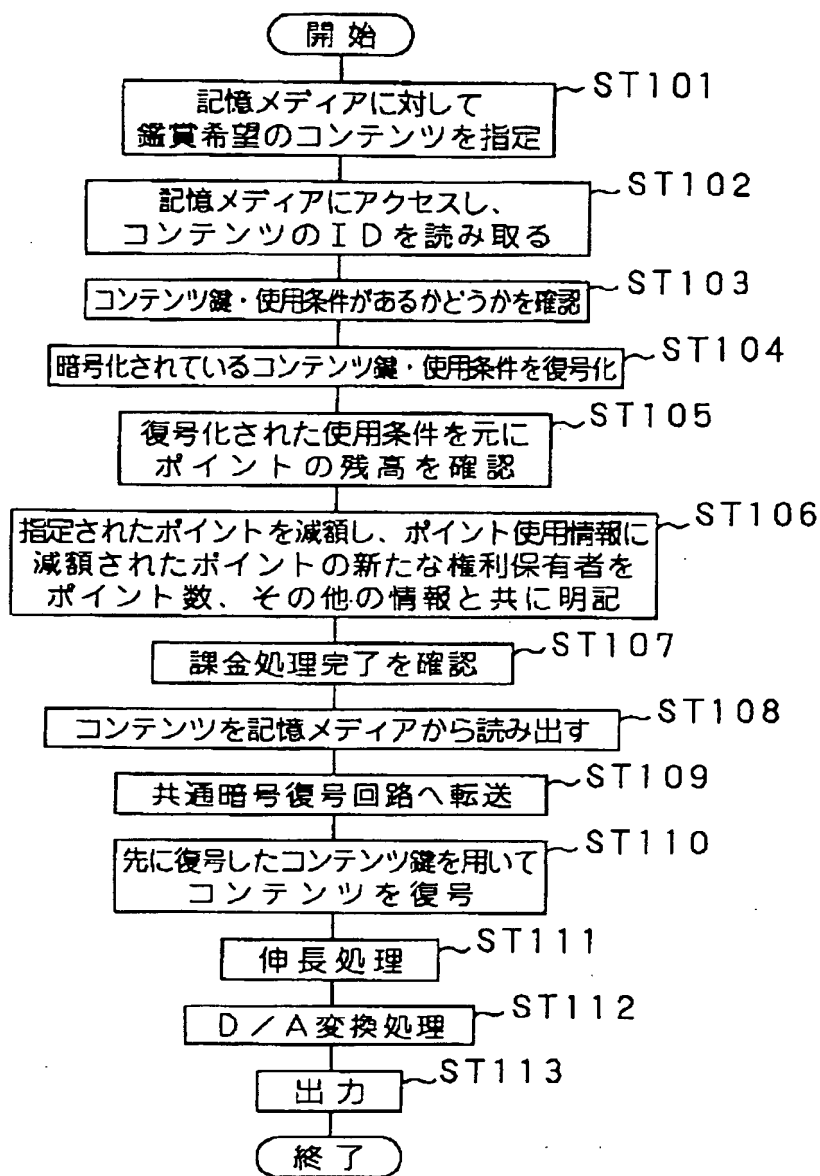 開始
記憶メディアに対して
鑑賞希望のコンテンツを指定
ST101
記憶メディアにアクセスし、
コンテンツのIDを読み取る
ST102
コンテンツ鍵・使用条件があるかどうかを確認
ST103
暗号化されているコンテンツ鍵・使用条件を復号化
ST104
復号化された使用条件を元に
ポイントの残高を確認
ST105
指定されたポイントを減額し、ポイント使用情報に
減額されたポイントの新たな権利保有者を
ポイント数、その他の情報と共に明記
ST106
課金処理完了を確認
ST107
コンテンツを記憶メディアから読み出す
ST108
共通暗号復号回路へ転送
ST109
先に復号したコンテンツ鍵を用いて
コンテンツを復号
ST110
伸長処理
ST111
D/A変換処理
ST112
出力
ST113
終了